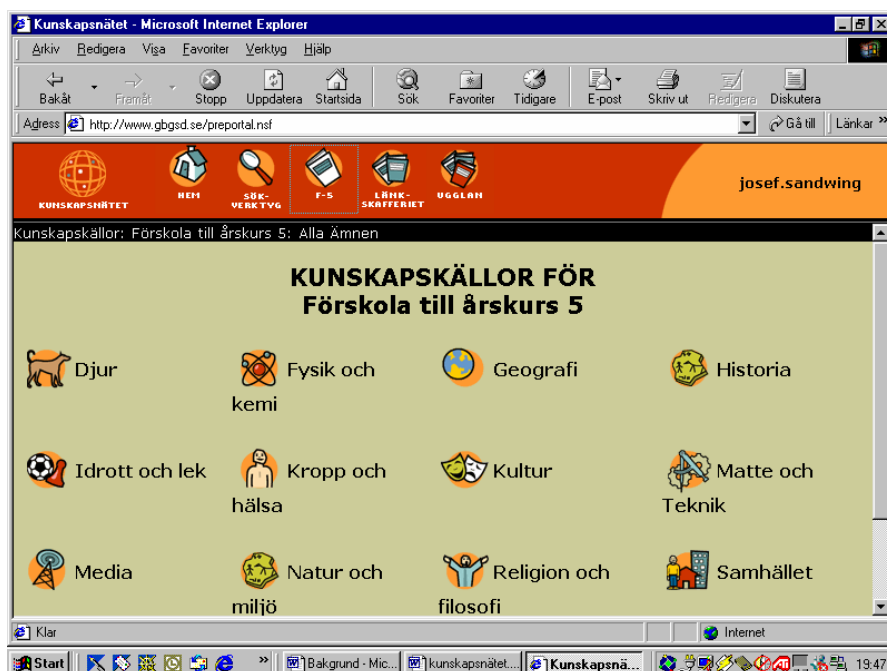 Kunskapsnätet - Microsoft Internet Explorer
Arkiv Redigera Visa Favoriter Verktyg Hjälp
Bakåt Framåt Stopp Uppdatera Startsida Sök Favoriter Tidigare E-post Skriv ut Redigera Diskutera
Adress http://www.gbgsd.se/preportal.nsf Gå till Länkar »
KUNSKAPSNÄTET
HEM
SÖK-
VERKTYG
F-5
LÄNK-
SKAFFERIET
UGGLAN
josef.sandwing
Kunskapskällor: Förskola till årskurs 5: Alla Ämnen
KUNSKAPSKÄLLOR FÖR
Förskola till årskurs 5
Djur
Fysik och
kemi
Geografi
Historia
Idrott och lek
Kropp och
hälsa
Kultur
Matte och
Teknik
Media
Natur och
miljö
Religion och
filosofi
Samhället
Klar Internet
Start » Bakgrund - Mic... kunskapsnätet... Kunskapsnä... 19:47